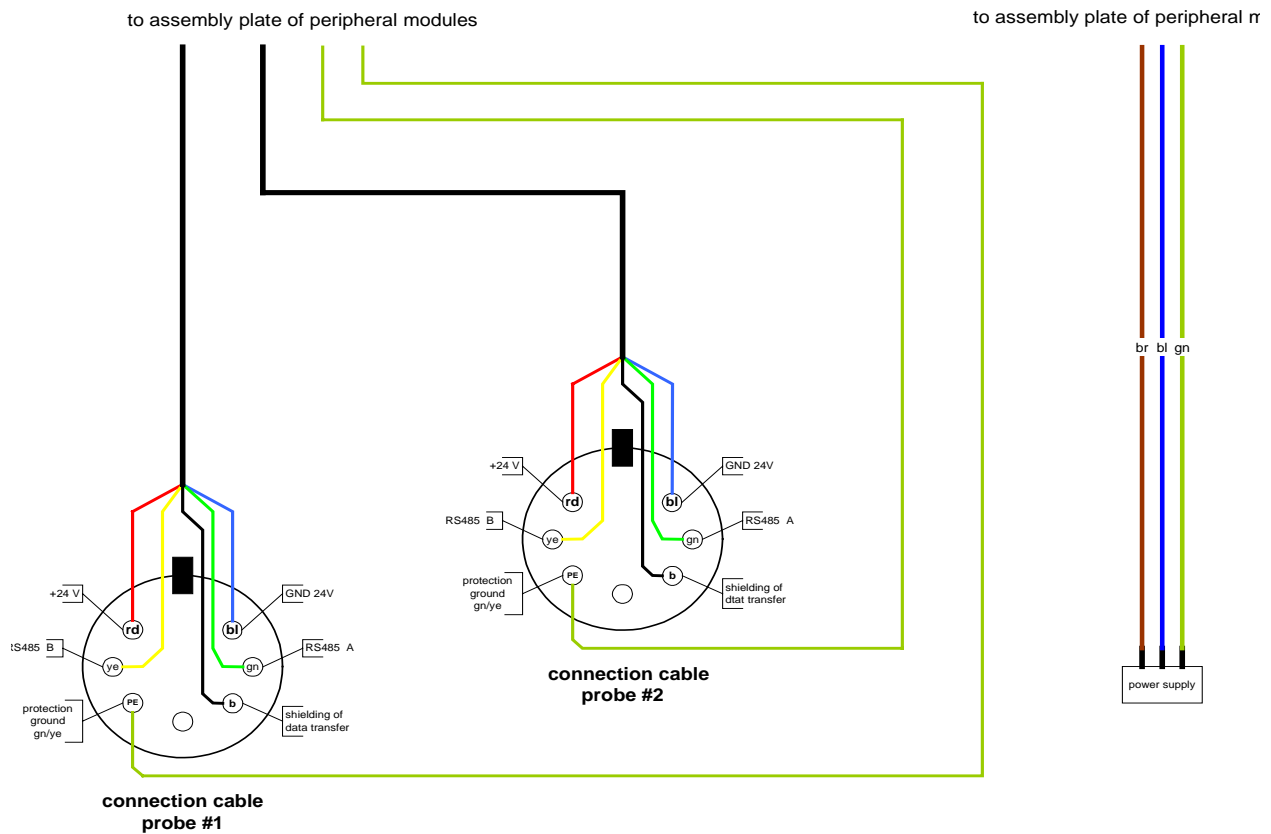 to assembly plate of peripheral modules
to assembly plate of peripheral m
br bl gn
+24 V
GND 24V
rd
bl
RS485 B
RS485 A
ye
gn
protection
ground
gn/ye
PE
b
shielding of
dtat transfer
connection cable
probe #2
+24 V
GND 24V
rd
bl
RS485 B
RS485 A
ye
gn
protection
ground
gn/ye
PE
b
shielding of
data transfer
connection cable
probe #1
power supply